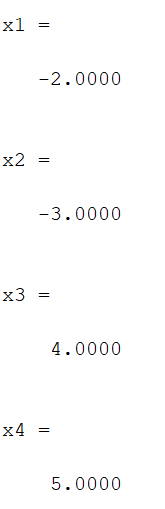 x1 =
-2.0000
x2 =
-3.0000
x3 =
4.0000
x4 =
5.0000